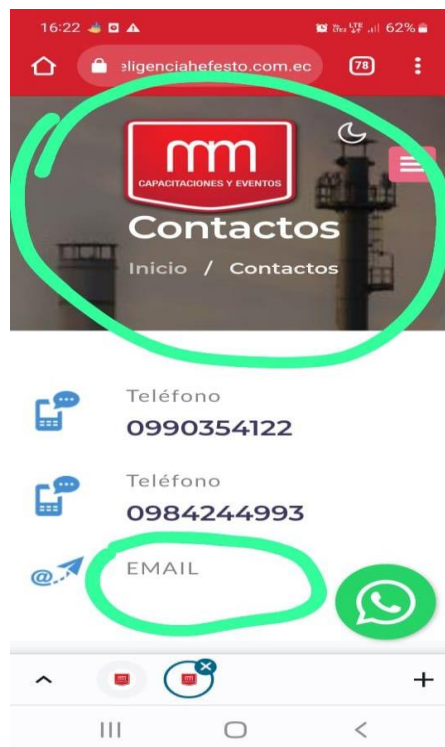 16:22
62%
eligenciahefesto.com.ec
78
mm
CAPACITACIONES Y EVENTOS
Contactos
Inicio / Contactos
Teléfono
0990354122
Teléfono
0984244993
@
EMAIL